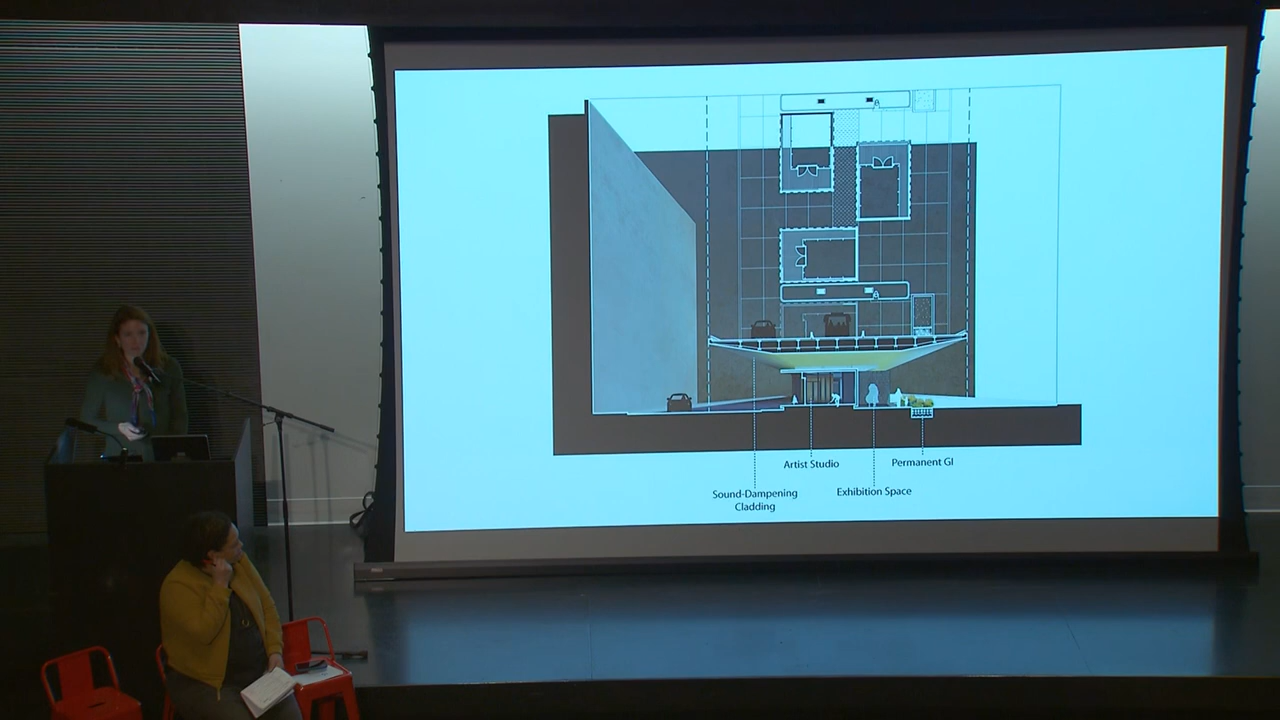 Artist Studio
Permanent GI
Sound-Dampening
Cladding
Exhibition Space